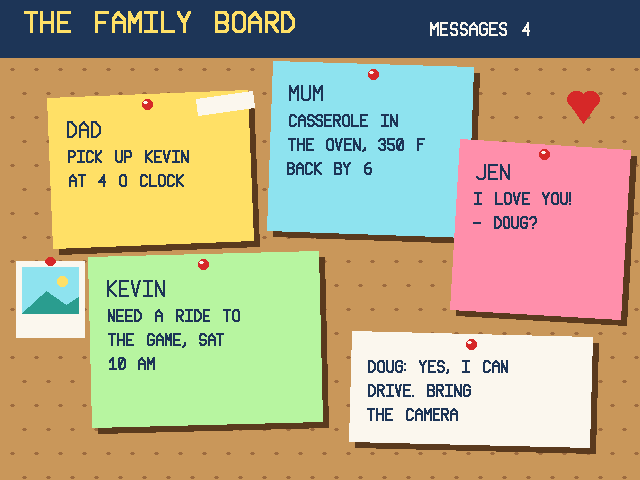 THE FAMILY BOARD
MESSAGES 4
DAD
PICK UP KEVIN
AT 4 O CLOCK
MUM
CASSEROLE IN
THE OVEN, 350 F
BACK BY 6
JEN
I LOVE YOU!
- DOUG?
KEVIN
NEED A RIDE TO
THE GAME, SAT
10 AM
DOUG: YES, I CAN
DRIVE. BRING
THE CAMERA